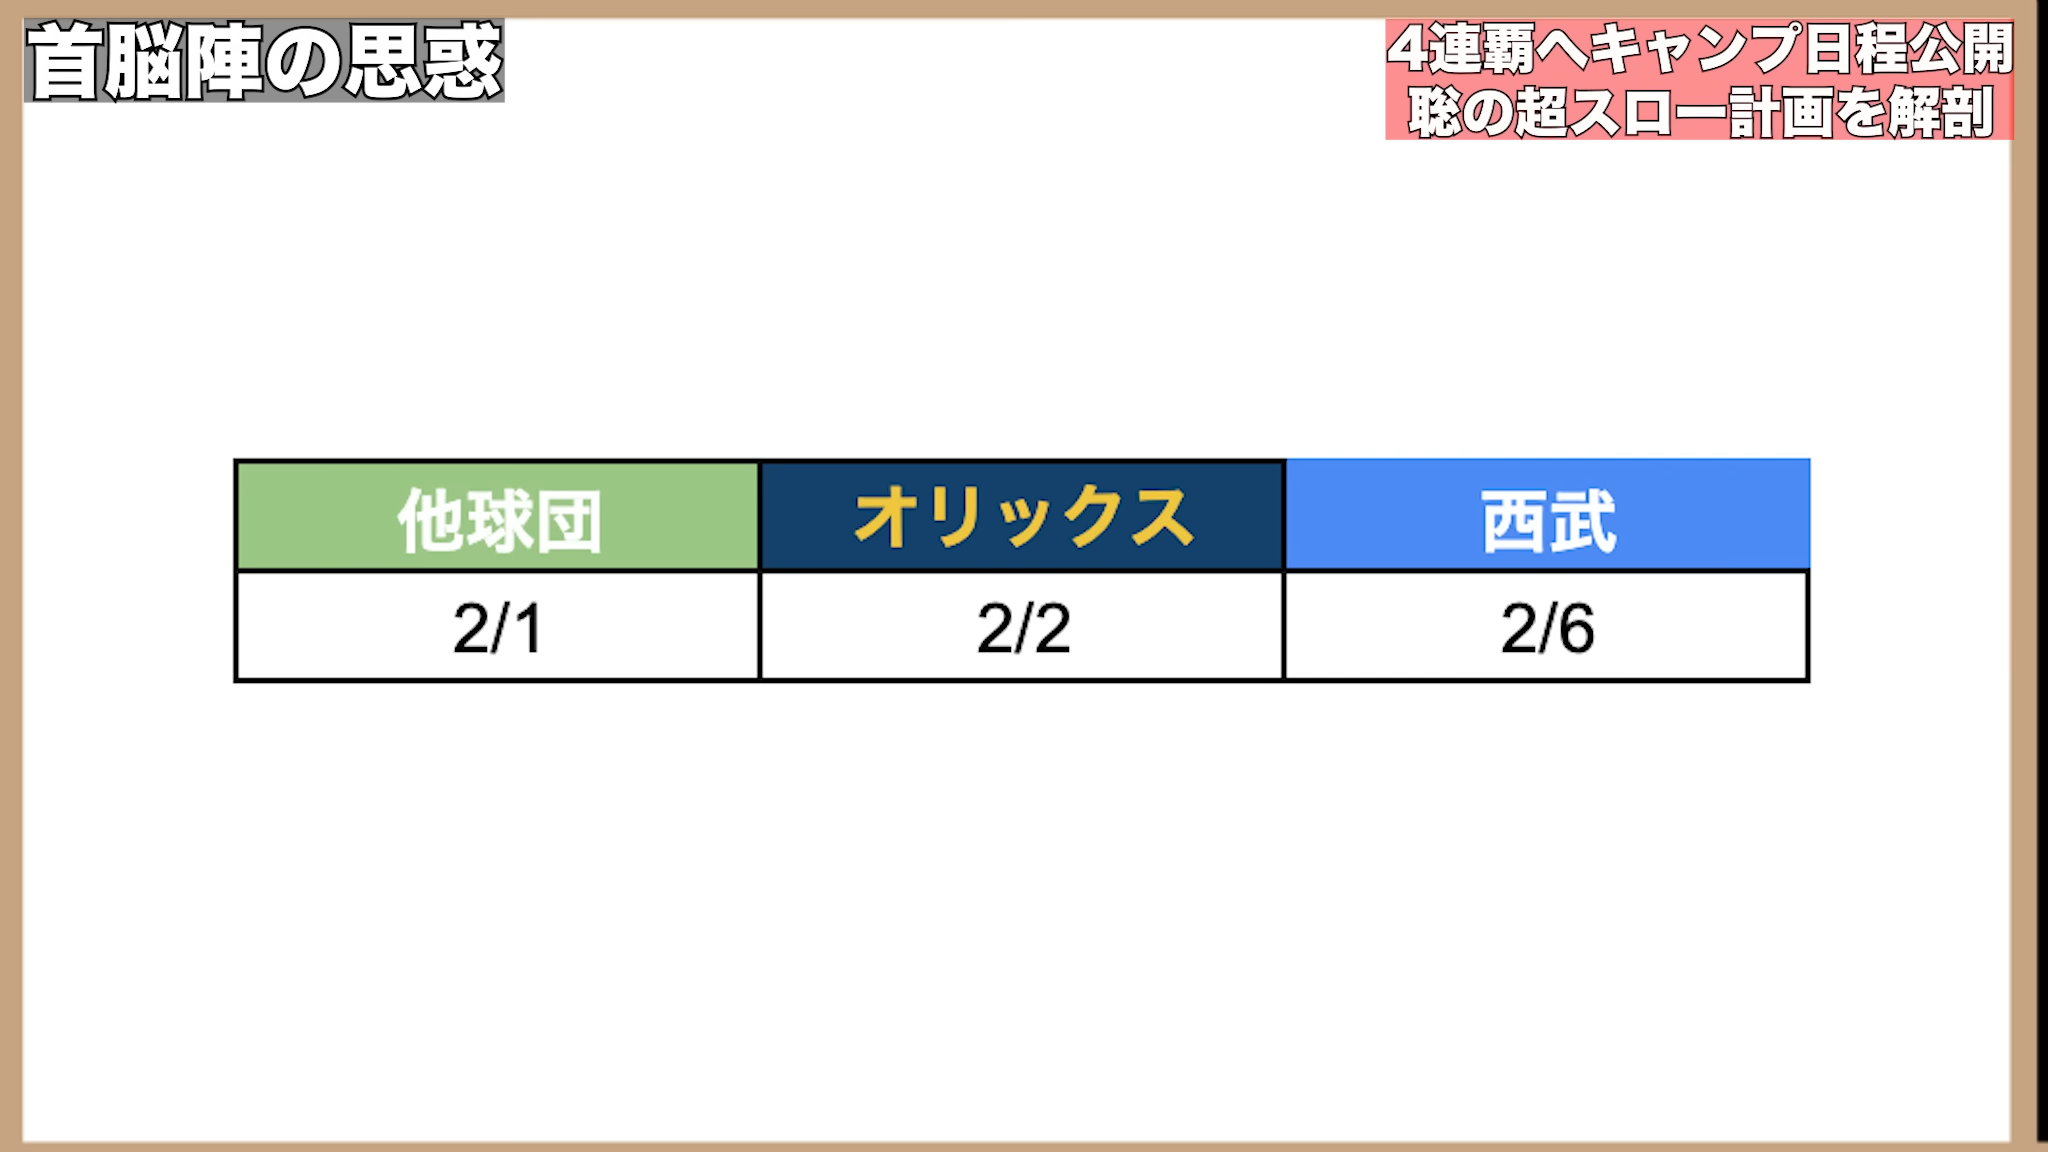 首脳陣の思惑
4連覇へキャンプ日程公開
聡の超スロー計画を解剖
他球団 オリックス 西武
2/1 2/2 2/6